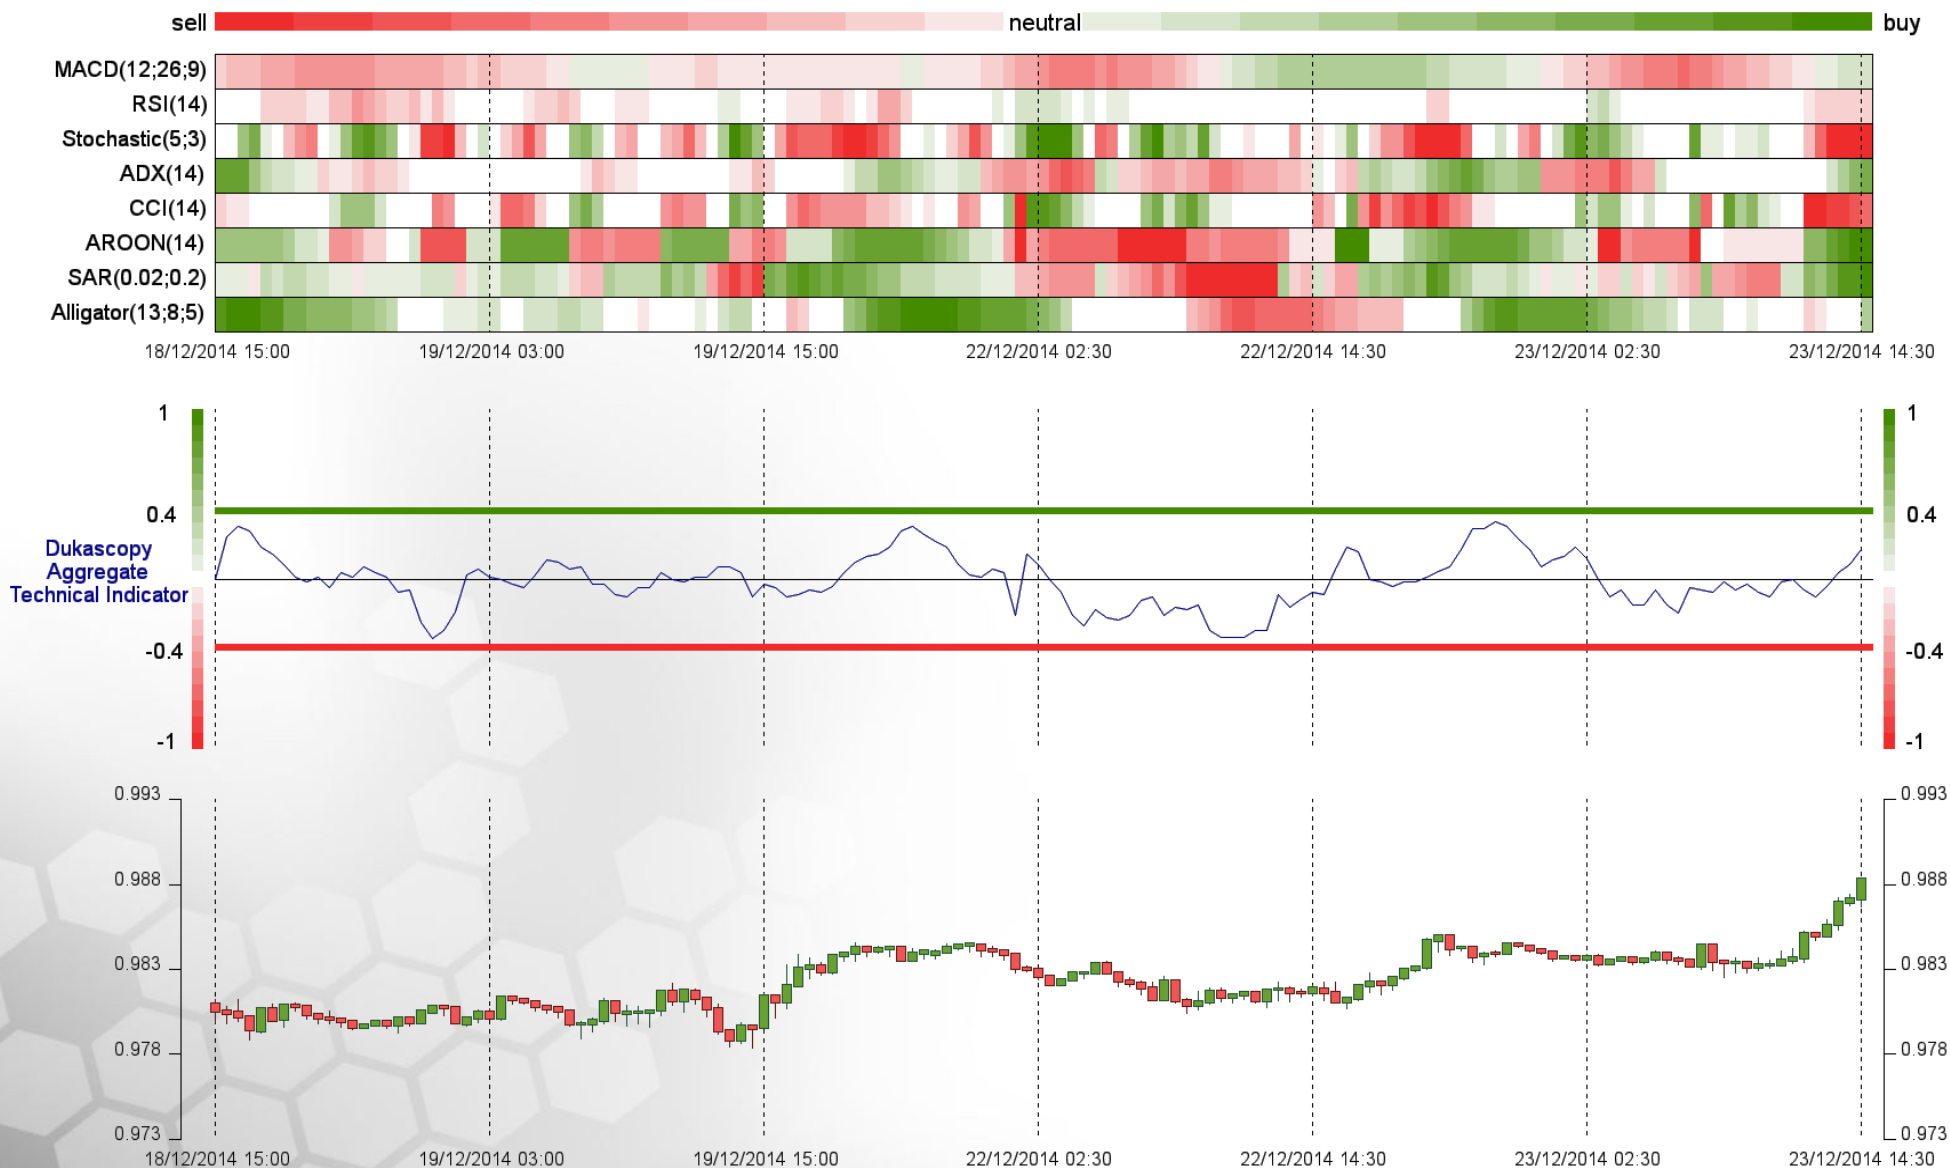 sell neutral buy
MACD(12;26;9)
RSI(14)
Stochastic(5;3)
ADX(14)
CCI(14)
AROON(14)
SAR(0.02;0.2)
Alligator(13;8;5)
18/12/2014 15:00 19/12/2014 03:00 19/12/2014 15:00 22/12/2014 02:30 22/12/2014 14:30 23/12/2014 02:30 23/12/2014 14:30
1 1
0.4 0.4
Dukascopy
Aggregate
Technical Indicator
-0.4 -0.4
-1 -1
0.993 0.993
0.988 0.988
0.983 0.983
0.978 0.978
0.973 0.973
18/12/2014 15:00 19/12/2014 03:00 19/12/2014 15:00 22/12/2014 02:30 22/12/2014 14:30 23/12/2014 02:30 23/12/2014 14:30